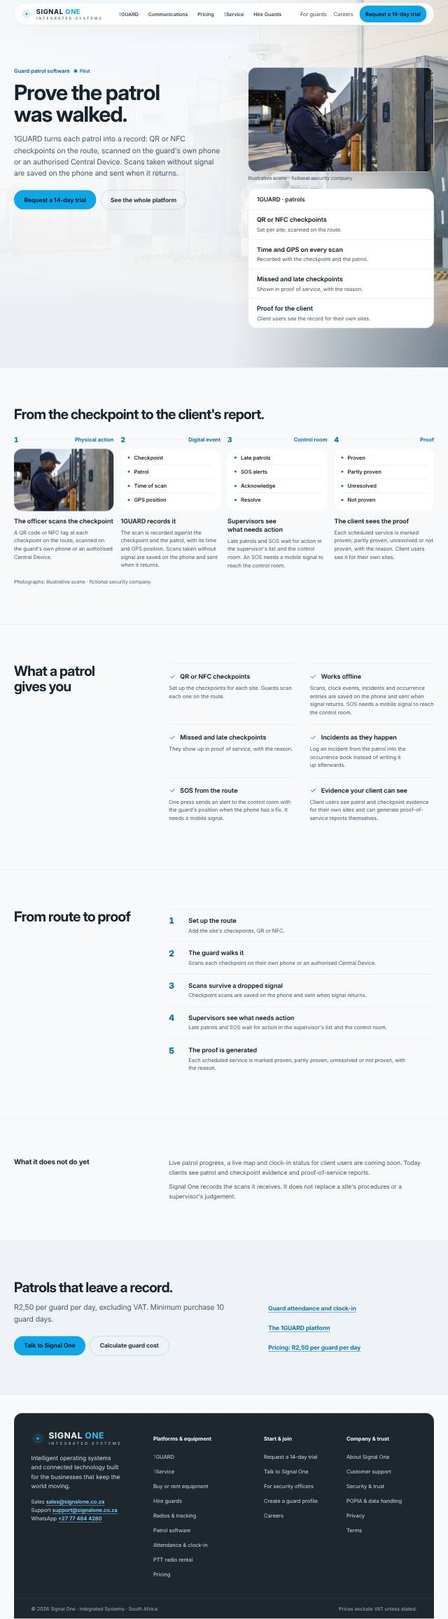 SIGNAL ONE
INTEGRATED SYSTEMS
1GUARD
Communications
Pricing
1Service
Hire Guards
For guards
Careers
Request a 14-day trial
Guard patrol software
Pilot
Prove the patrol
was walked.
1GUARD turns each patrol into a record: QR or NFC
checkpoints on the route, scanned on the guard's own phone
or an authorised Central Device. Scans taken without signal
are saved on the phone and sent when it returns.
Request a 14-day trial
See the whole platform
Illustrative scene · fictional security company
1GUARD · patrols
QR or NFC checkpoints
Set per site, scanned on the route.
Time and GPS on every scan
Recorded with the checkpoint and the patrol.
Missed and late checkpoints
Shown in proof of service, with the reason.
Proof for the client
Client users see the record for their own sites.
From the checkpoint to the client's report.
1
Physical action
The officer scans the checkpoint
A QR code or NFC tag at each
checkpoint on the route, scanned on
the guard's own phone or an authorised
Central Device.
2
Digital event
Checkpoint
Patrol
Time of scan
GPS position
1GUARD records it
The scan is recorded against the
checkpoint and the patrol, with its time
and GPS position. Scans taken without
signal are saved on the phone and sent
when it returns.
3
Control room
Late patrols
SOS alerts
Acknowledge
Resolve
Supervisors see
what needs action
Late patrols and SOS wait for action in
the supervisor's list and the control
room. An SOS needs a mobile signal to
reach the control room.
4
Proof
Proven
Partly proven
Unresolved
Not proven
The client sees the proof
Each scheduled service is marked
proven, partly proven, unresolved or not
proven, with the reason. Client users
see it for their own sites.
Photographs: illustrative scene · fictional security company.
What a patrol
gives you
QR or NFC checkpoints
Set up the checkpoints for each site. Guards scan
each one on the route.
Works offline
Scans, clock events, incidents and occurrence
entries are saved on the phone and sent when
signal returns. SOS needs a mobile signal to reach
the control room.
Missed and late checkpoints
They show up in proof of service, with the reason.
Incidents as they happen
Log an incident from the patrol into the
occurrence book instead of writing it
up afterwards.
SOS from the route
One press sends an alert to the control room with
the guard's position when the phone has a fix. It
needs a mobile signal.
Evidence your client can see
Client users see patrol and checkpoint evidence
for their own sites and can generate proof-of-
service reports themselves.
From route to proof
1
Set up the route
Add the site's checkpoints, QR or NFC.
2
The guard walks it
Scans each checkpoint on their own phone or an authorised Central Device.
3
Scans survive a dropped signal
Checkpoint scans are saved on the phone and sent when signal returns.
4
Supervisors see what needs action
Late patrols and SOS wait for action in the supervisor's list and the control room.
5
The proof is generated
Each scheduled service is marked proven, partly proven, unresolved or not proven, with
the reason.
What it does not do yet
Live patrol progress, a live map and clock-in status for client users are coming soon. Today
clients see patrol and checkpoint evidence and proof-of-service reports.
Signal One records the scans it receives. It does not replace a site's procedures or a
supervisor's judgement.
Patrols that leave a record.
R2,50 per guard per day, excluding VAT. Minimum purchase 10
guard days.
Talk to Signal One
Calculate guard cost
Guard attendance and clock-in
The 1GUARD platform
Pricing: R2,50 per guard per day
SIGNAL ONE
INTEGRATED SYSTEMS
Intelligent operating systems
and connected technology built
for the businesses that keep the
world moving.
Sales sales@signalone.co.za
Support support@signalone.co.za
WhatsApp +27 77 484 4280
Platforms & equipment
1GUARD
1Service
Buy or rent equipment
Hire guards
Radios & tracking
Patrol software
Attendance & clock-in
PTT radio rental
Pricing
Start & join
Request a 14-day trial
Talk to Signal One
For security officers
Create a guard profile
Careers
Company & trust
About Signal One
Customer support
Security & trust
POPIA & data handling
Privacy
Terms
© 2026 Signal One · Integrated Systems · South Africa
Prices exclude VAT unless stated.